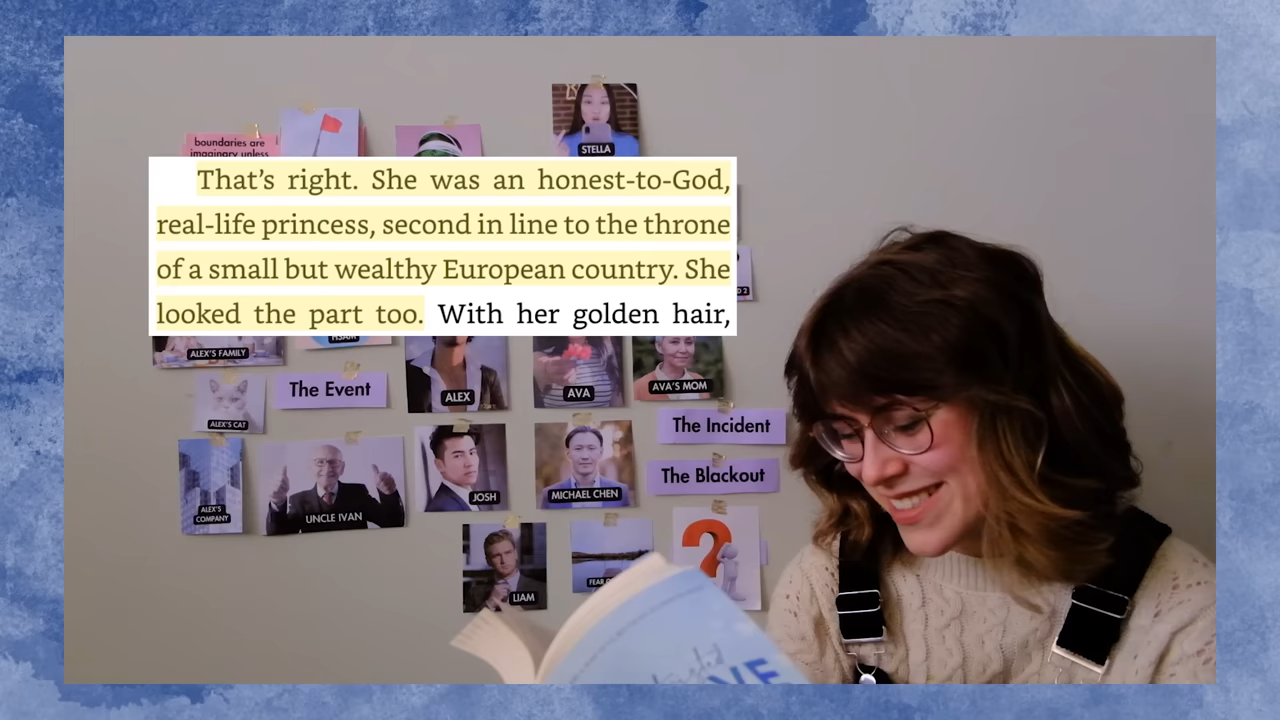 STELLA
boundaries are
imaginary unless
That's right. She was an honest-to-God,
real-life princess, second in line to the throne
of a small but wealthy European country. She
looked the part too. With her golden hair,
ALEX'S FAMILY
ALEX
AVA
AVA'S MOM
The Event
ALEX'S CAT
The Incident
The Blackout
ALEX'S
COMPANY
UNCLE IVAN
JOSH
MICHAEL CHEN
LIAM
FEAR